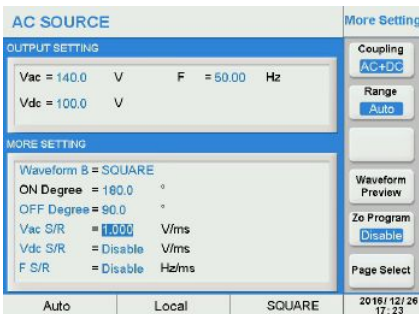 AC SOURCE
More Setting
OUTPUT SETTING
Vac = 140.0 V F = 50.00 Hz
Vdc = 100.0 V
MORE SETTING
Waveform B = SQUARE
ON Degree = 180.0 °
OFF Degree = 90.0 °
Vac S/R = 1.000 V/ms
Vdc S/R = Disable V/ms
F S/R = Disable Hz/ms
Coupling
AC+DC
Range
Auto
Waveform
Preview
Zo Program
Disable
Page Select
Auto Local SQUARE 2016/12/26
17:23